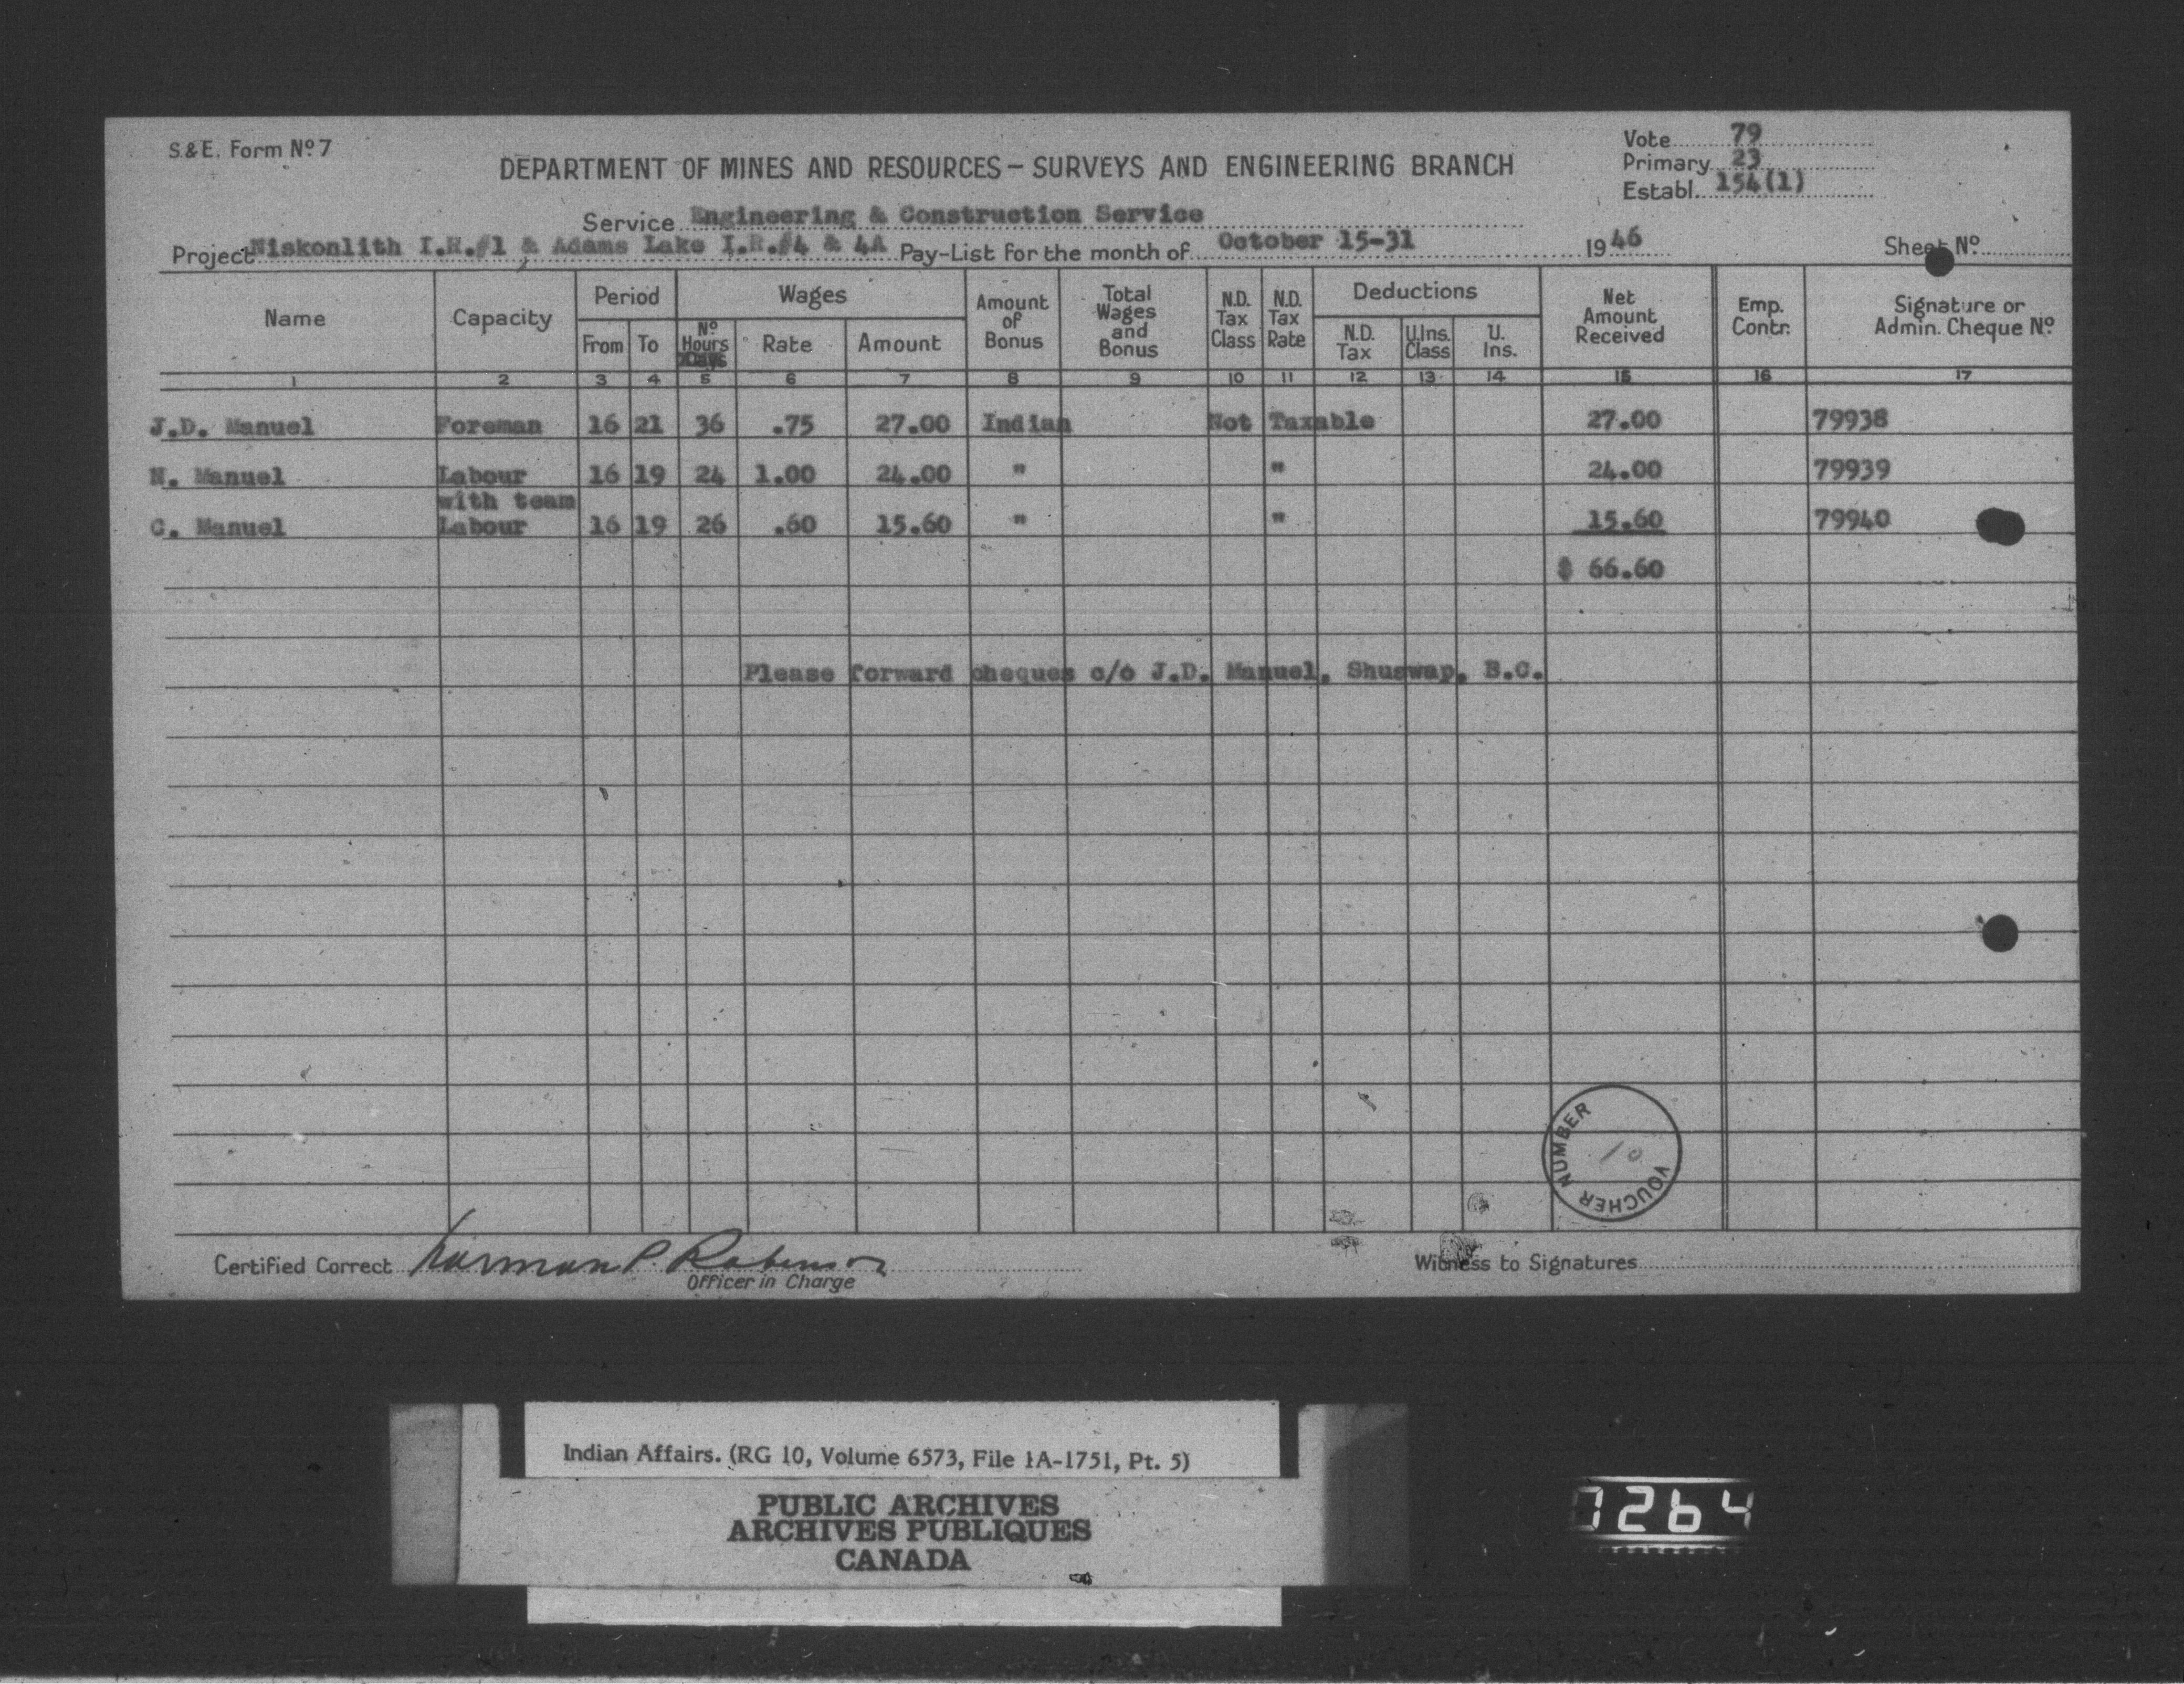 S.&E. Form Nº 7
Vote 79
Primary 23
Establ. 154(1)
DEPARTMENT OF MINES AND RESOURCES – SURVEYS AND ENGINEERING BRANCH
Service Engineering & Construction Service
Project Niskonlith I.R.#1 & Adams Lake I.R.#4 & 4A Pay-List for the month of October 15-31 1946 Sheet Nº
Name Capacity Period Wages Amount of Bonus Total Wages and Bonus N.D. Tax Class N.D. Tax Rate Deductions Net Amount Received Emp. Contr. Signature or Admin. Cheque Nº
From To Nº Hours Days Rate Amount N.D. Tax U.Ins. Class U. Ins.
1 2 3 4 5 6 7 8 9 10 11 12 13 14 15 16 17
J.D. Manuel Foreman 16 21 36 .75 27.00 Indian Not Taxable 27.00 79938
N. Manuel Labour 16 19 24 1.00 24.00 " " 24.00 79939
with team
C. Manuel Labour 16 19 26 .60 15.60 " " 15.60 79940
$ 66.60
Please forward cheques c/o J.D. Manuel, Shuswap, B.C.
VOUCHER NUMBER
10
Certified Correct Norman P. Robinson Witness to Signatures
Officer in Charge
Indian Affairs. (RG 10, Volume 6573, File 1A-1751, Pt. 5)
PUBLIC ARCHIVES
ARCHIVES PUBLIQUES
CANADA
7264